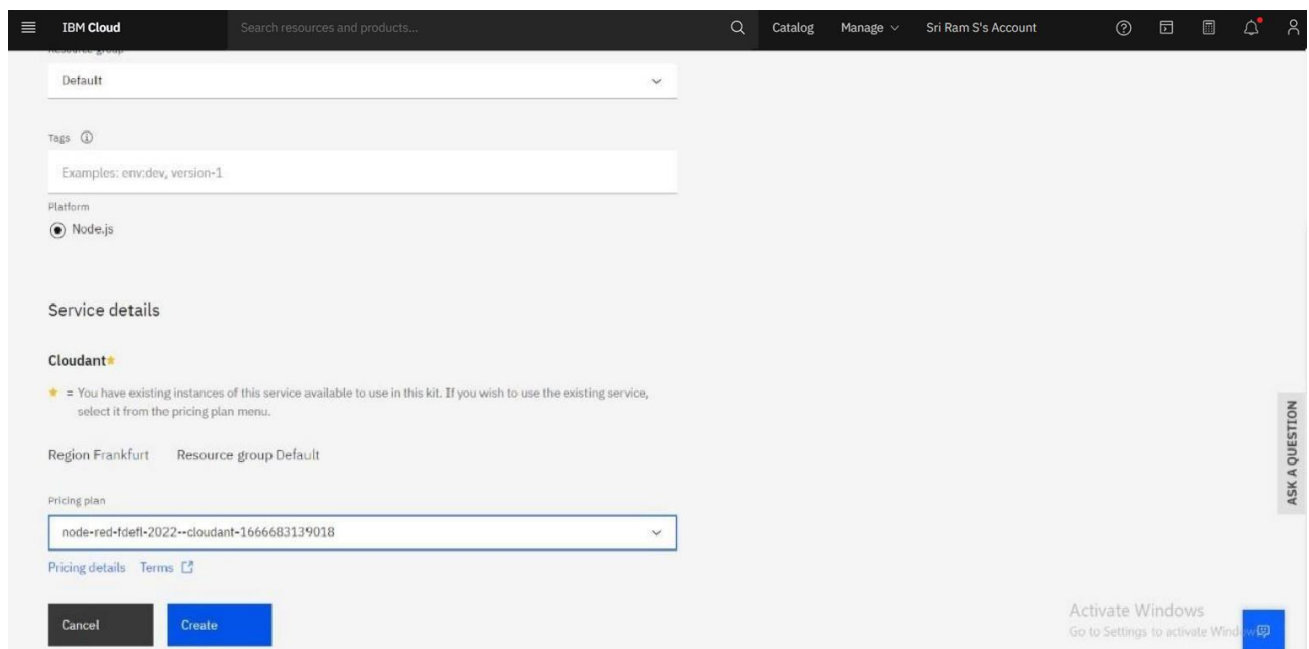 IBM Cloud
Search resources and products...
Catalog
Manage
Sri Ram S's Account
Resource group
Default
Tags
Examples: env:dev, version-1
Platform
Node.js
Service details
Cloudant
= You have existing instances of this service available to use in this kit. If you wish to use the existing service,
select it from the pricing plan menu.
Region Frankfurt Resource group Default
Pricing plan
node-red-fdefl-2022--cloudant-1666683139018
Pricing details Terms
Cancel
Create
ASK A QUESTION
Activate Windows
Go to Settings to activate Windows